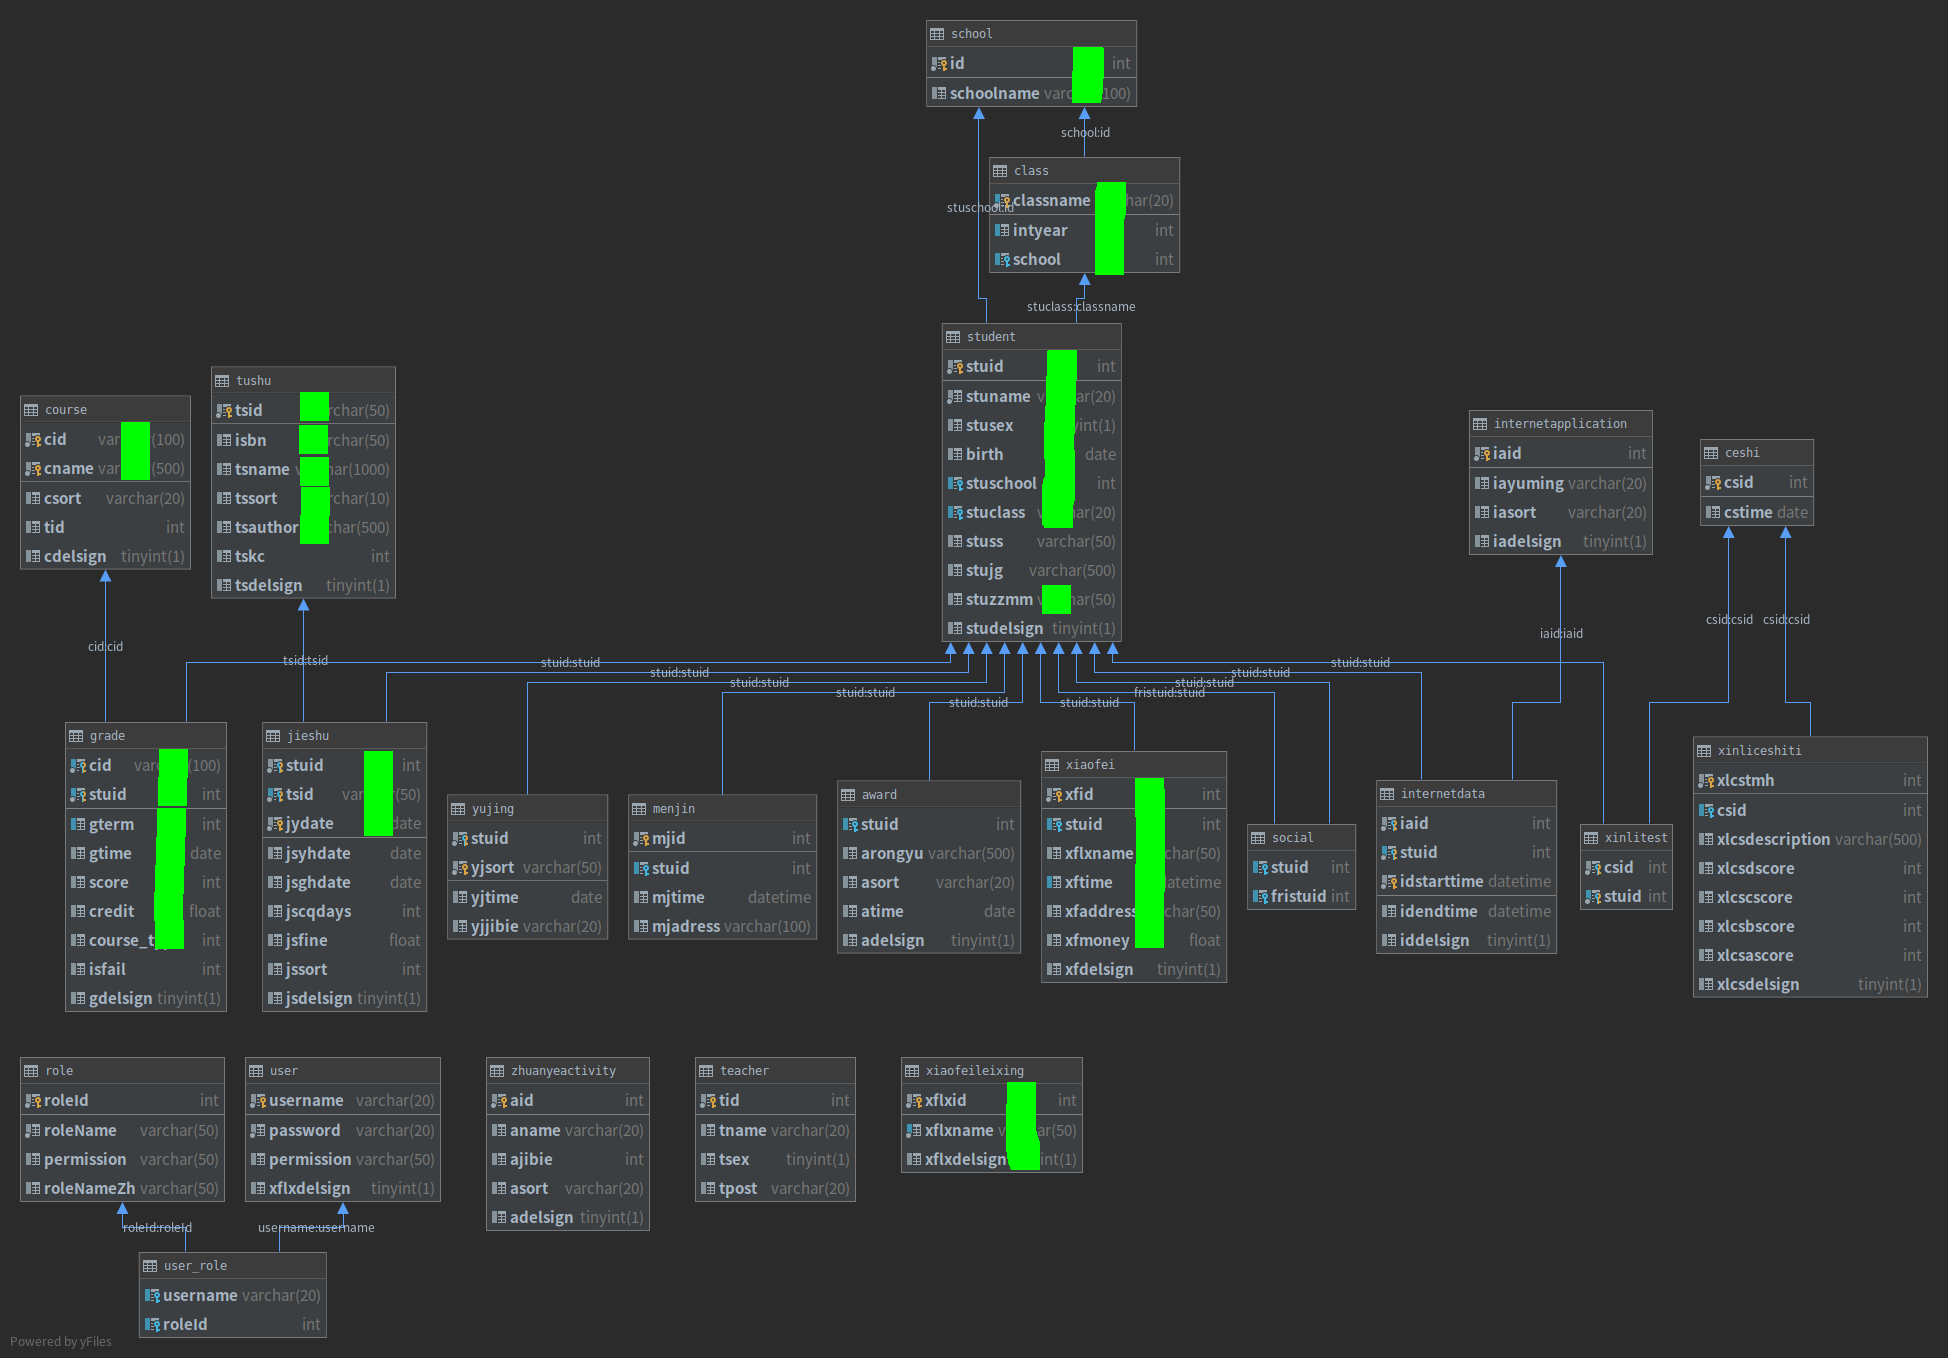 school
id int
schoolname 100)
school:id
class
classname har(20)
stuschool:id
intyear int
school int
stuclass:classname
student
stuid int
stuname ar(20)
stusex int(1)
birth date
stuschool int
stuclass ar(20)
stuss varchar(50)
stujg varchar(500)
stuzzmm ar(50)
studelsign tinyint(1)
tushu
tsid rchar(50)
isbn rchar(50)
tsname har(1000)
tssort rchar(10)
tsauthor char(500)
tskc int
tsdelsign tinyint(1)
course
cid var (100)
cname var (500)
csort varchar(20)
tid int
cdelsign tinyint(1)
internetapplication
iaid int
iayuming varchar(20)
iasort varchar(20)
iadelsign tinyint(1)
ceshi
csid int
cstime date
cid:cid
tsid:tsid
iaid:iaid
csid:csid
csid:csid
stuid:stuid
stuid:stuid
stuid:stuid
stuid:stuid
stuid:stuid
stuid:stuid
fristuid:stuid
stuid:stuid
stuid:stuid
stuid:stuid
grade
cid (100)
stuid int
gterm int
gtime date
score int
credit float
course_t int
isfail int
gdelsign tinyint(1)
jieshu
stuid int
tsid var (50)
jydate date
jsyhdate date
jsghdate date
jscqdays int
jsfine float
jssort int
jsdelsign tinyint(1)
yujing
stuid int
yjsort varchar(50)
yjtime date
yjjibie varchar(20)
menjin
mjid int
stuid int
mjtime datetime
mjadress varchar(100)
award
stuid int
arongyu varchar(500)
asort varchar(20)
atime date
adelsign tinyint(1)
xiaofei
xfid int
stuid int
xflxname char(50)
xftime atetime
xfaddress char(50)
xfmoney float
xfdelsign tinyint(1)
social
stuid int
fristuid int
internetdata
iaid int
stuid int
idstarttime datetime
idendtime datetime
iddelsign tinyint(1)
xinlitest
csid int
stuid int
xinliceshiti
xlcstmh int
csid int
xlcsdescription varchar(500)
xlcsdscore int
xlcscscore int
xlcsbscore int
xlcsascore int
xlcsdelsign tinyint(1)
role
roleId int
roleName varchar(50)
permission varchar(50)
roleNameZh varchar(50)
user
username varchar(20)
password varchar(20)
permission varchar(50)
xflxdelsign tinyint(1)
zhuanyeactivity
aid int
aname varchar(20)
ajibie int
asort varchar(20)
adelsign tinyint(1)
teacher
tid int
tname varchar(20)
tsex tinyint(1)
tpost varchar(20)
xiaofeileixing
xflxid int
xflxname ar(50)
xflxdelsign int(1)
roleId:roleId
username:username
user_role
username varchar(20)
roleId int
Powered by yFiles